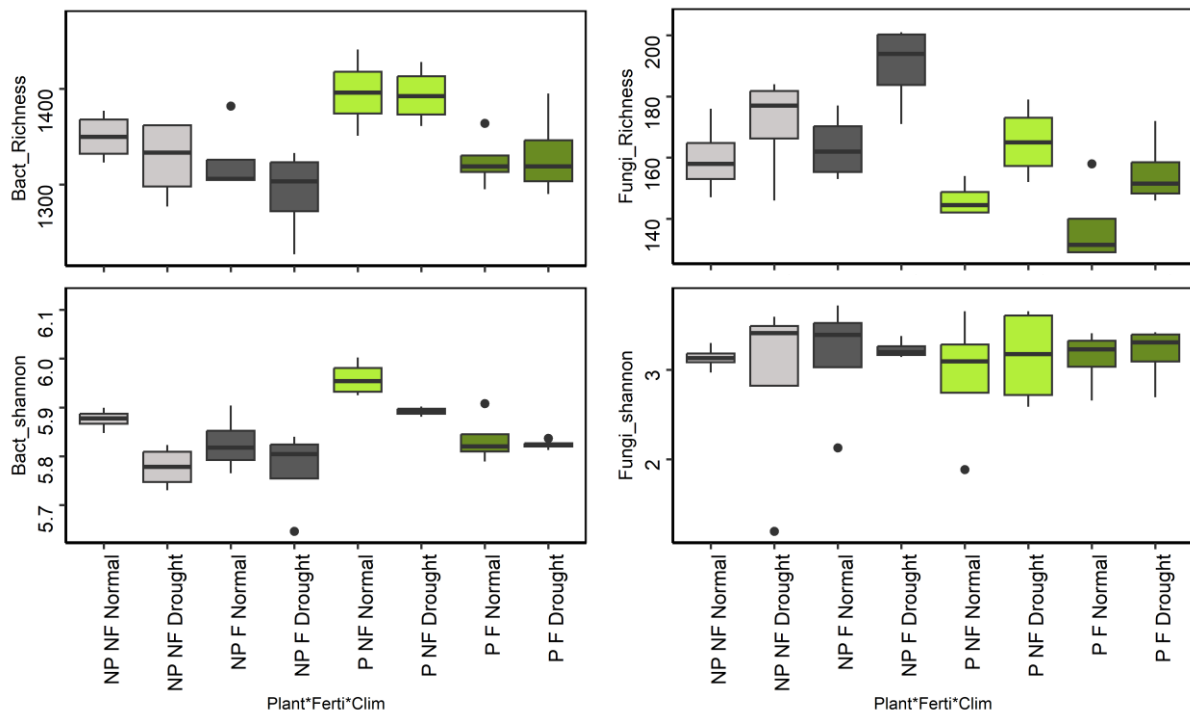 Bact_Richness
1400
1300
Fungi_Richness
200
180
160
140
Bact_shannon
6.1
6.0
5.9
5.8
5.7
Fungi_shannon
3
2
NP NF Normal
NP NF Drought
NP F Normal
NP F Drought
P NF Normal
P NF Drought
P F Normal
P F Drought
Plant*Ferti*Clim
NP NF Normal
NP NF Drought
NP F Normal
NP F Drought
P NF Normal
P NF Drought
P F Normal
P F Drought
Plant*Ferti*Clim